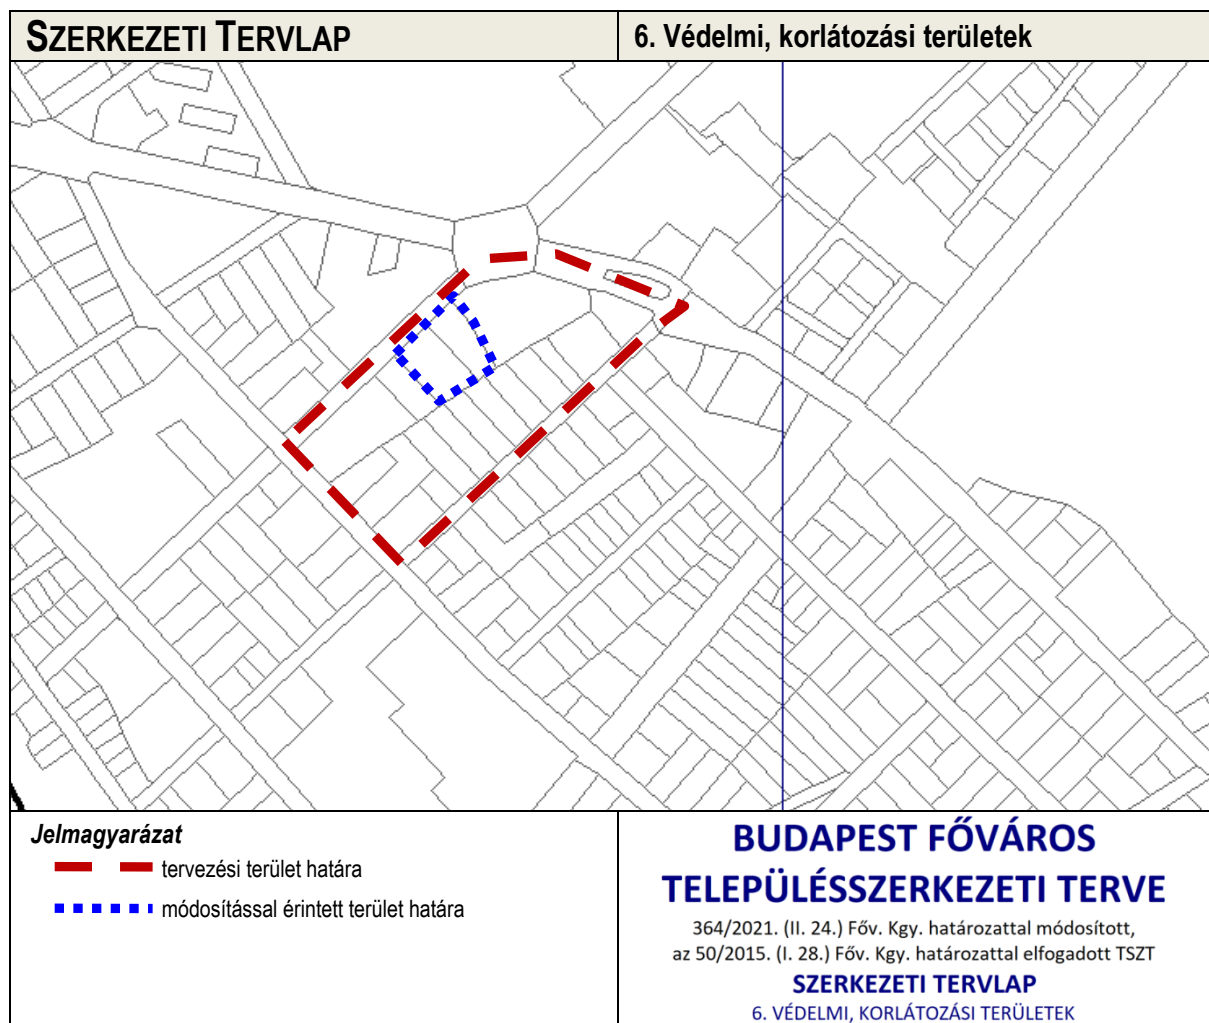 SZERKEZETI TERVLAP
6. Védelmi, korlátozási területek
Jelmagyarázat
tervezési terület határa
módosítással érintett terület határa
BUDAPEST FŐVÁROS
TELEPÜLÉSSZERKEZETI TERVE
364/2021. (II. 24.) Főv. Kgy. határozattal módosított,
az 50/2015. (I. 28.) Főv. Kgy. határozattal elfogadott TSZT
SZERKEZETI TERVLAP
6. VÉDELMI, KORLÁTOZÁSI TERÜLETEK